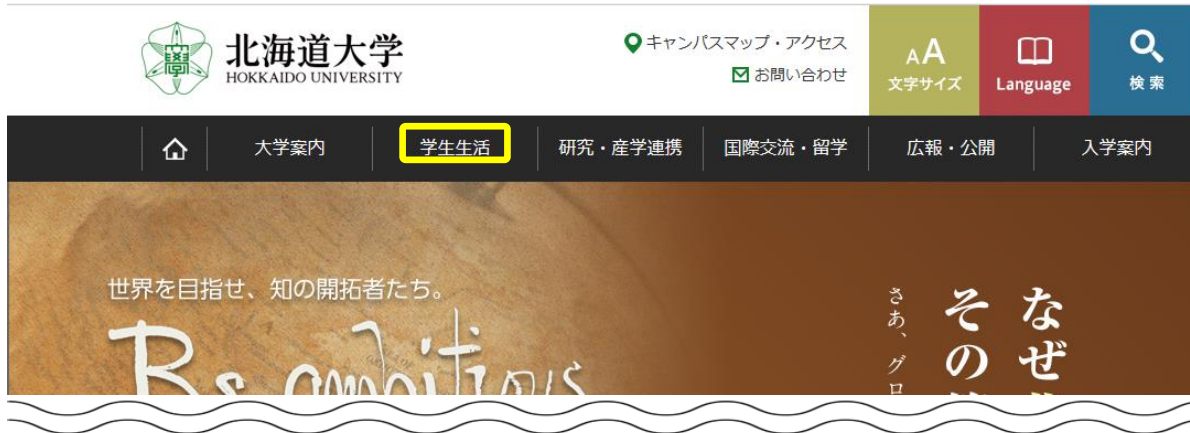 北海道大学
HOKKAIDO UNIVERSITY
キャンパスマップ・アクセス
お問い合わせ
AA
文字サイズ
Language
検索
大学案内
学生生活
研究・産学連携
国際交流・留学
広報・公開
入学案内
世界を目指せ、知の開拓者たち。
Be ambitious
なぜ
その
さあ、グロ